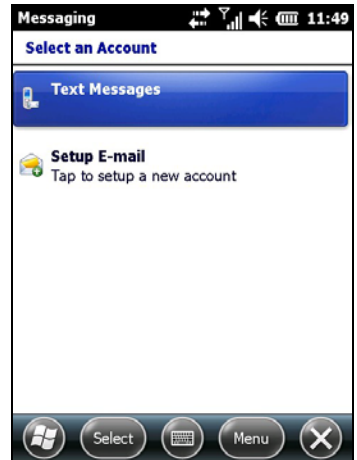 Messaging 11:49
Select an Account
Text Messages
Setup E-mail
Tap to setup a new account
Select Menu